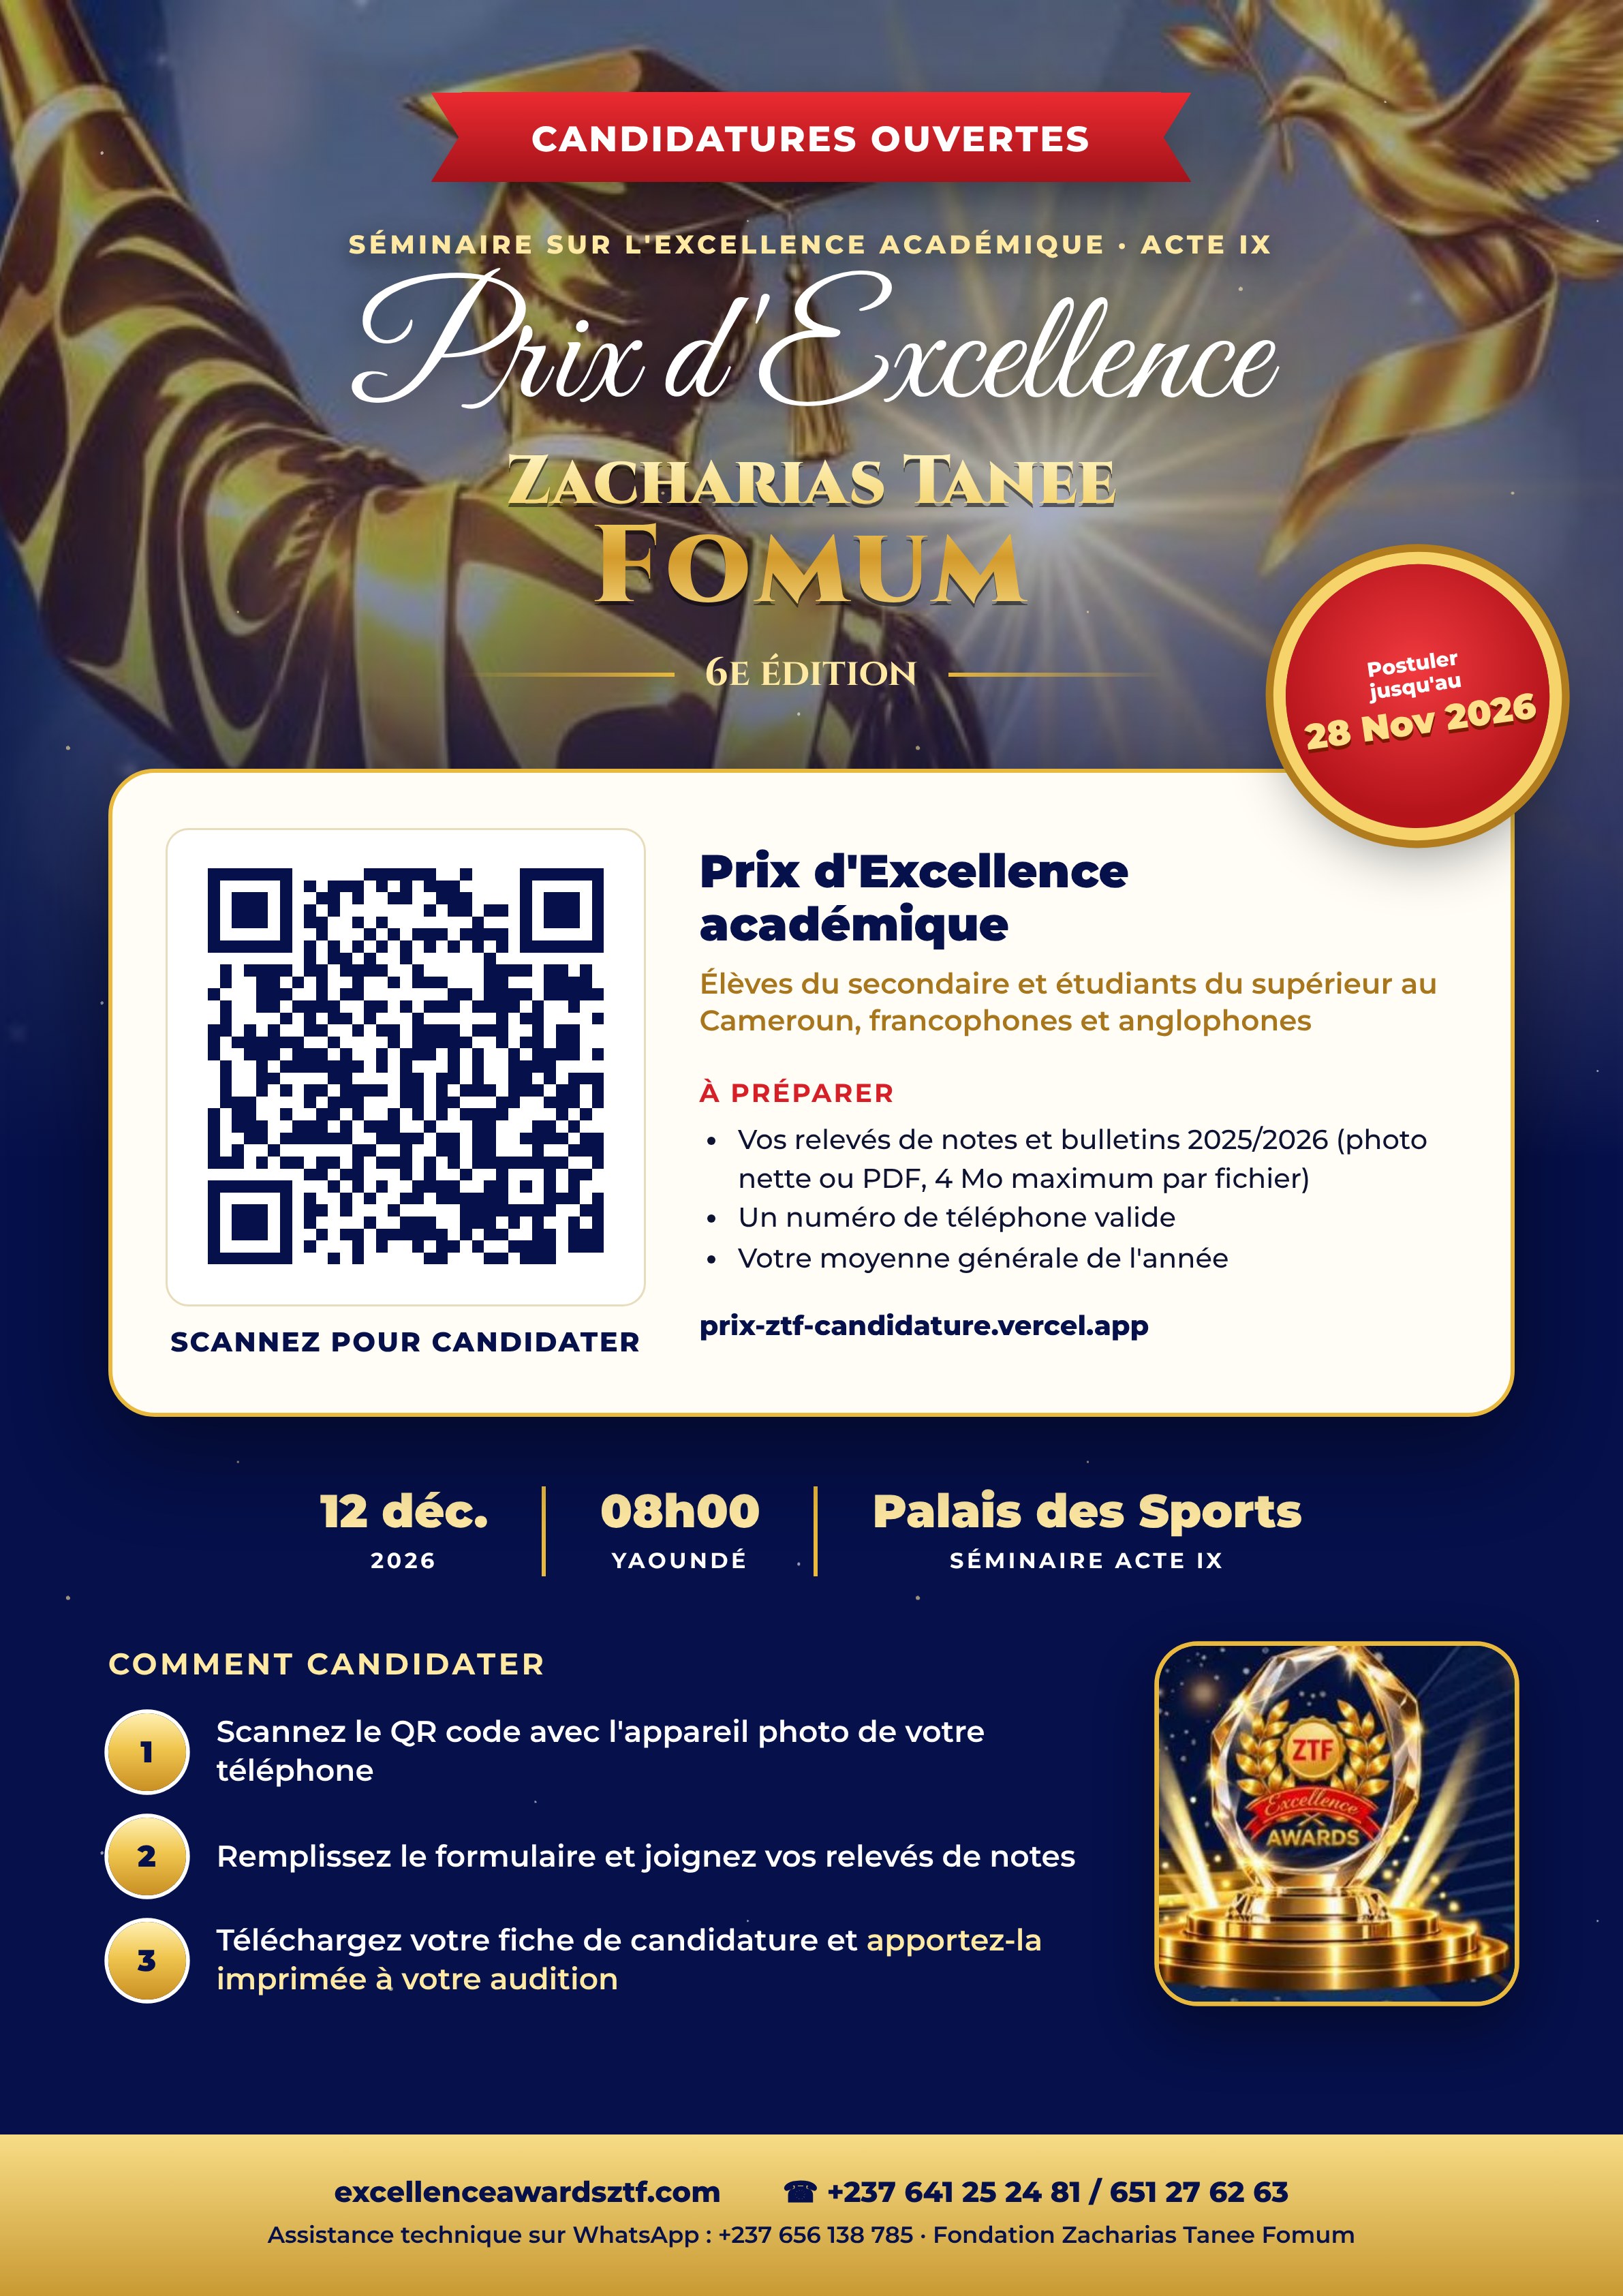 CANDIDATURES OUVERTES
SÉMINAIRE SUR L'EXCELLENCE ACADÉMIQUE · ACTE IX
Prix d'Excellence
ZACHARIAS TANEE
FOMUM
6E ÉDITION
Postuler
jusqu'au
28 Nov 2026
Prix d'Excellence
académique
Élèves du secondaire et étudiants du supérieur au
Cameroun, francophones et anglophones
À PRÉPARER
• Vos relevés de notes et bulletins 2025/2026 (photo
nette ou PDF, 4 Mo maximum par fichier)
• Un numéro de téléphone valide
• Votre moyenne générale de l'année
prix-ztf-candidature.vercel.app
SCANNEZ POUR CANDIDATER
12 déc.
2026
08h00
YAOUNDÉ
Palais des Sports
SÉMINAIRE ACTE IX
COMMENT CANDIDATER
1
Scannez le QR code avec l'appareil photo de votre
téléphone
2
Remplissez le formulaire et joignez vos relevés de notes
3
Téléchargez votre fiche de candidature et apportez-la
imprimée à votre audition
ZTF
Excellence
AWARDS
excellenceawardsztf.com ☎ +237 641 25 24 81 / 651 27 62 63
Assistance technique sur WhatsApp : +237 656 138 785 · Fondation Zacharias Tanee Fomum